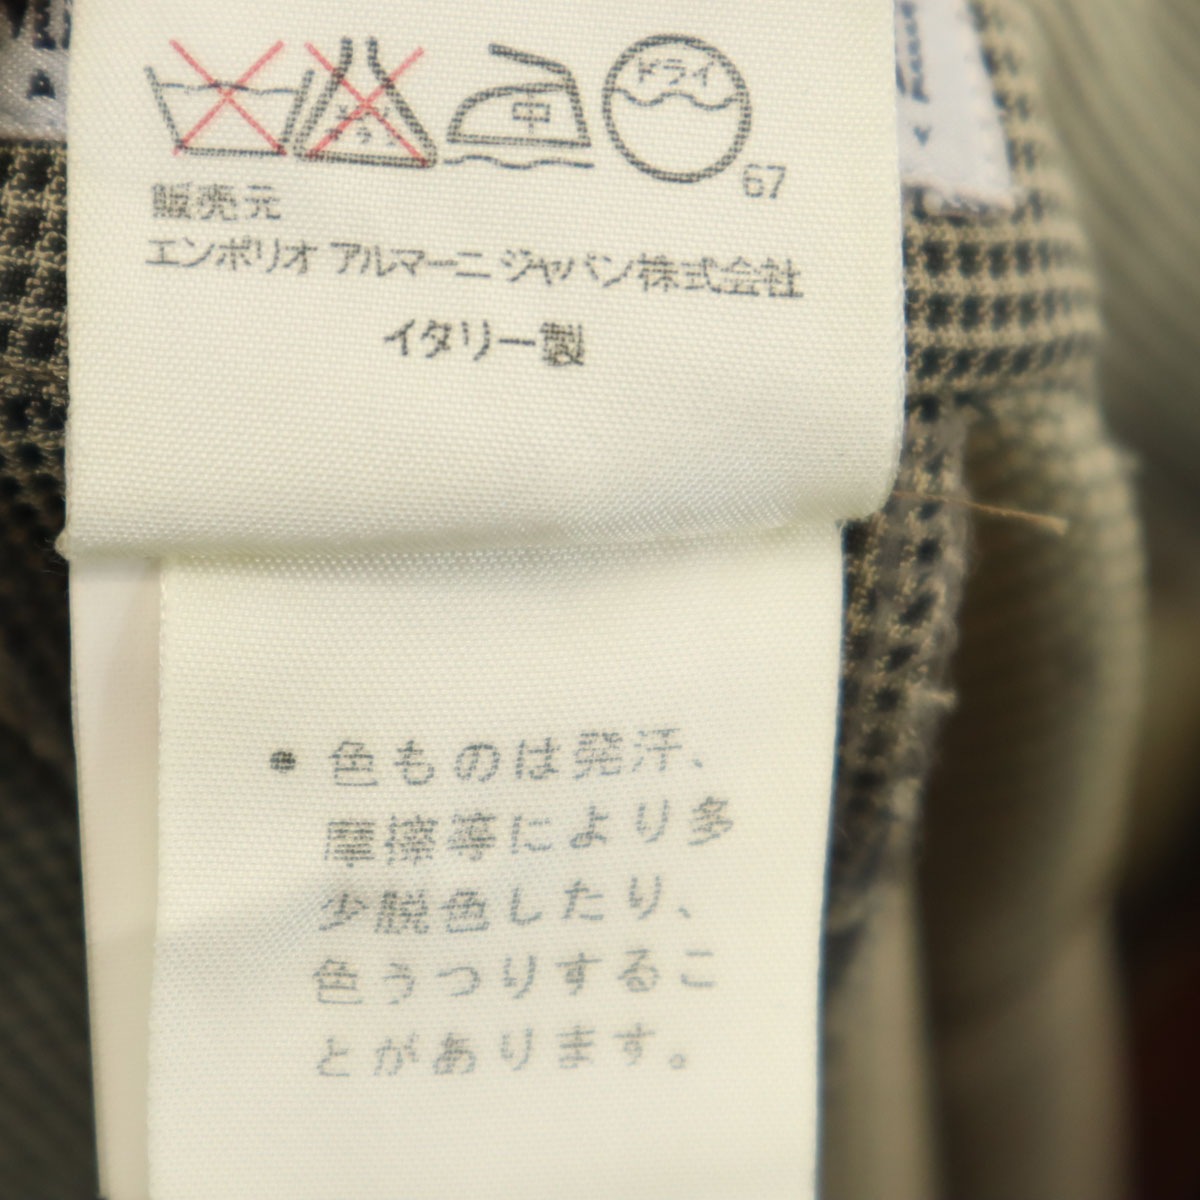 中 ドライ
67
販売元
エンポリオ アルマーニ ジャパン株式会社
イタリー製
● 色ものは発汗、
摩擦等により多
少脱色したり、
色うつりするこ
とがあります。